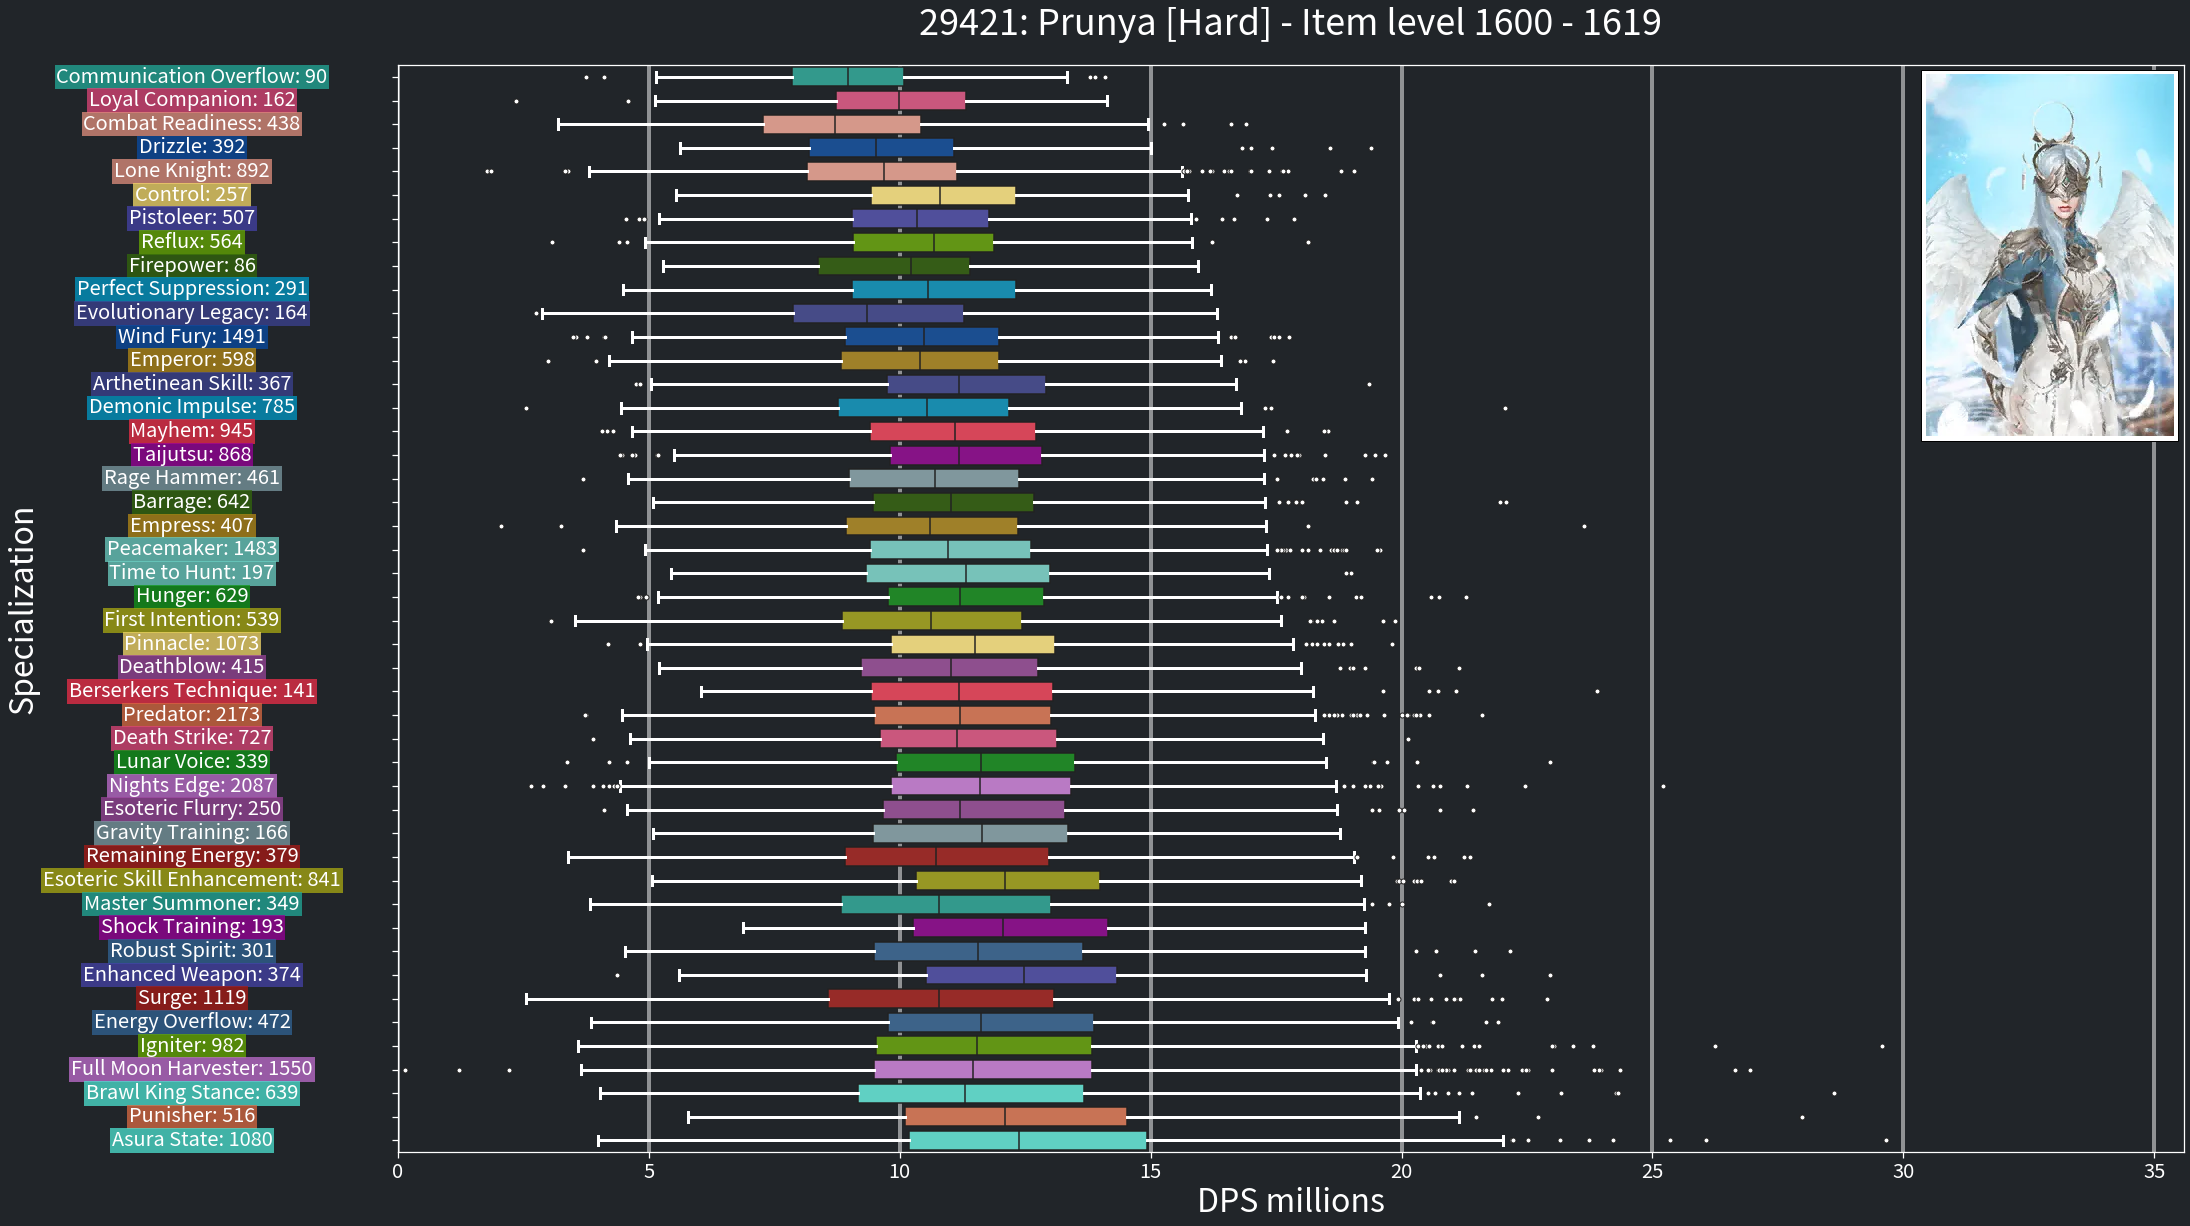 29421: Prunya [Hard] - Item level 1600 - 1619
Communication Overflow: 90
Loyal Companion: 162
Combat Readiness: 438
Drizzle: 392
Lone Knight: 892
Control: 257
Pistoleer: 507
Reflux: 564
Firepower: 86
Perfect Suppression: 291
Evolutionary Legacy: 164
Wind Fury: 1491
Emperor: 598
Arthetinean Skill: 367
Demonic Impulse: 785
Mayhem: 945
Taijutsu: 868
Rage Hammer: 461
Barrage: 642
Empress: 407
Peacemaker: 1483
Time to Hunt: 197
Hunger: 629
First Intention: 539
Pinnacle: 1073
Deathblow: 415
Berserkers Technique: 141
Predator: 2173
Death Strike: 727
Lunar Voice: 339
Nights Edge: 2087
Esoteric Flurry: 250
Gravity Training: 166
Remaining Energy: 379
Esoteric Skill Enhancement: 841
Master Summoner: 349
Shock Training: 193
Robust Spirit: 301
Enhanced Weapon: 374
Surge: 1119
Energy Overflow: 472
Igniter: 982
Full Moon Harvester: 1550
Brawl King Stance: 639
Punisher: 516
Asura State: 1080
Specialization
0 5 10 15 20 25 30 35
DPS millions